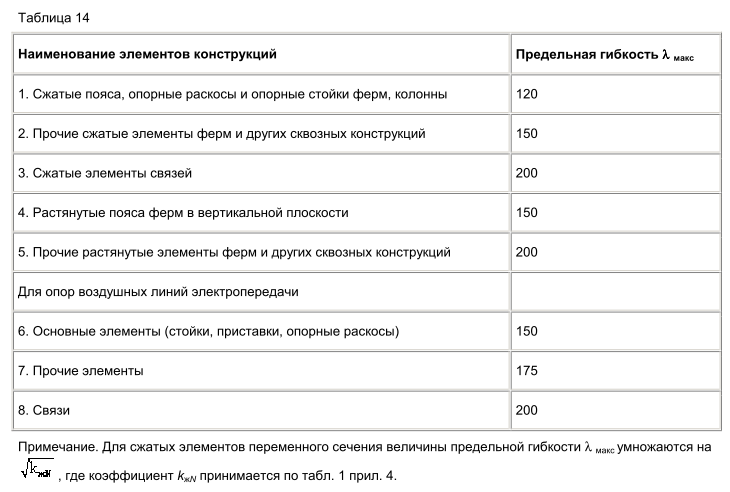 Таблица 14
Наименование элементов конструкций Предельная гибкость λ макс
1. Сжатые пояса, опорные раскосы и опорные стойки ферм, колонны 120
2. Прочие сжатые элементы ферм и других сквозных конструкций 150
3. Сжатые элементы связей 200
4. Растянутые пояса ферм в вертикальной плоскости 150
5. Прочие растянутые элементы ферм и других сквозных конструкций 200
Для опор воздушных линий электропередачи
6. Основные элементы (стойки, приставки, опорные раскосы) 150
7. Прочие элементы 175
8. Связи 200
Примечание. Для сжатых элементов переменного сечения величины предельной гибкости λ макс умножаются на
√kжN , где коэффициент kжN принимается по табл. 1 прил. 4.